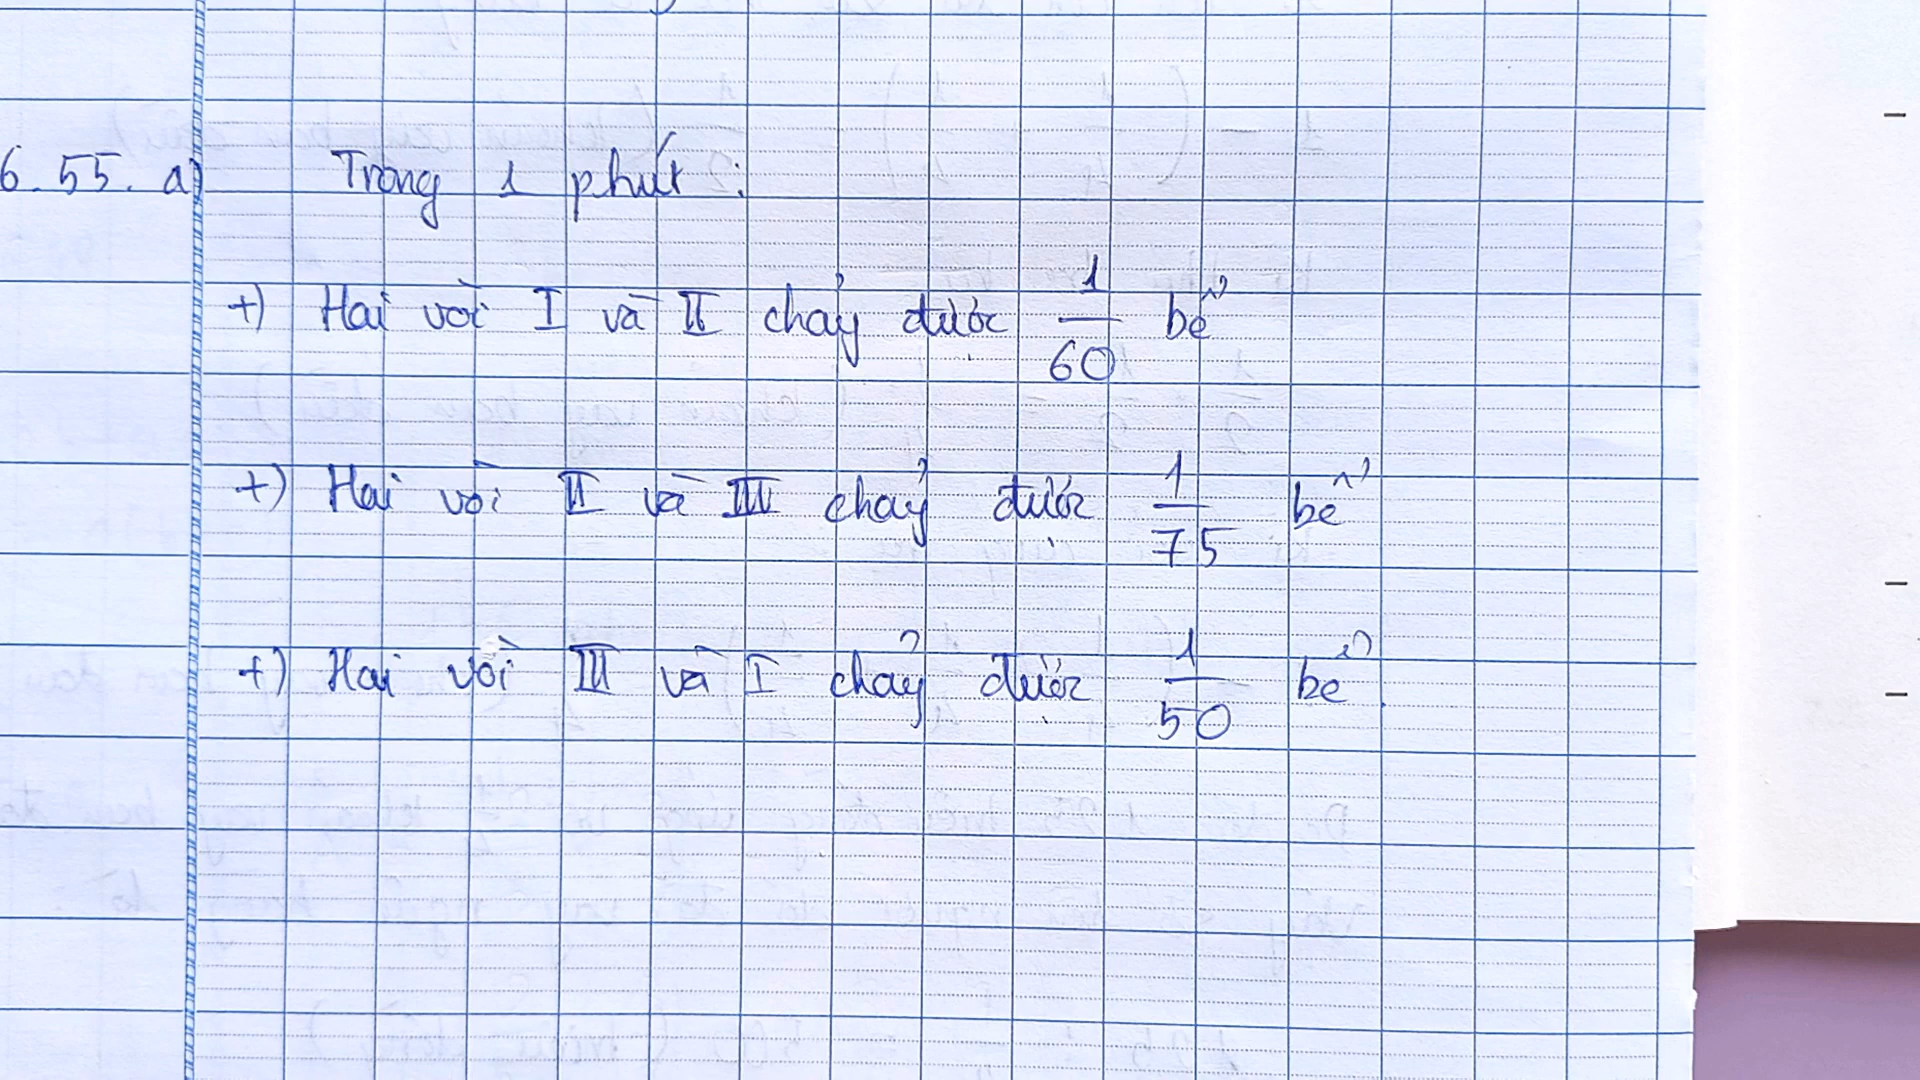 6.55. a) Trong 1 phút :
+) Hai vòi I và II chảy được 1/60 bể
+) Hai vòi II và III chảy được 1/75 bể
+) Hai vòi III và I chảy được 1/50 bể.